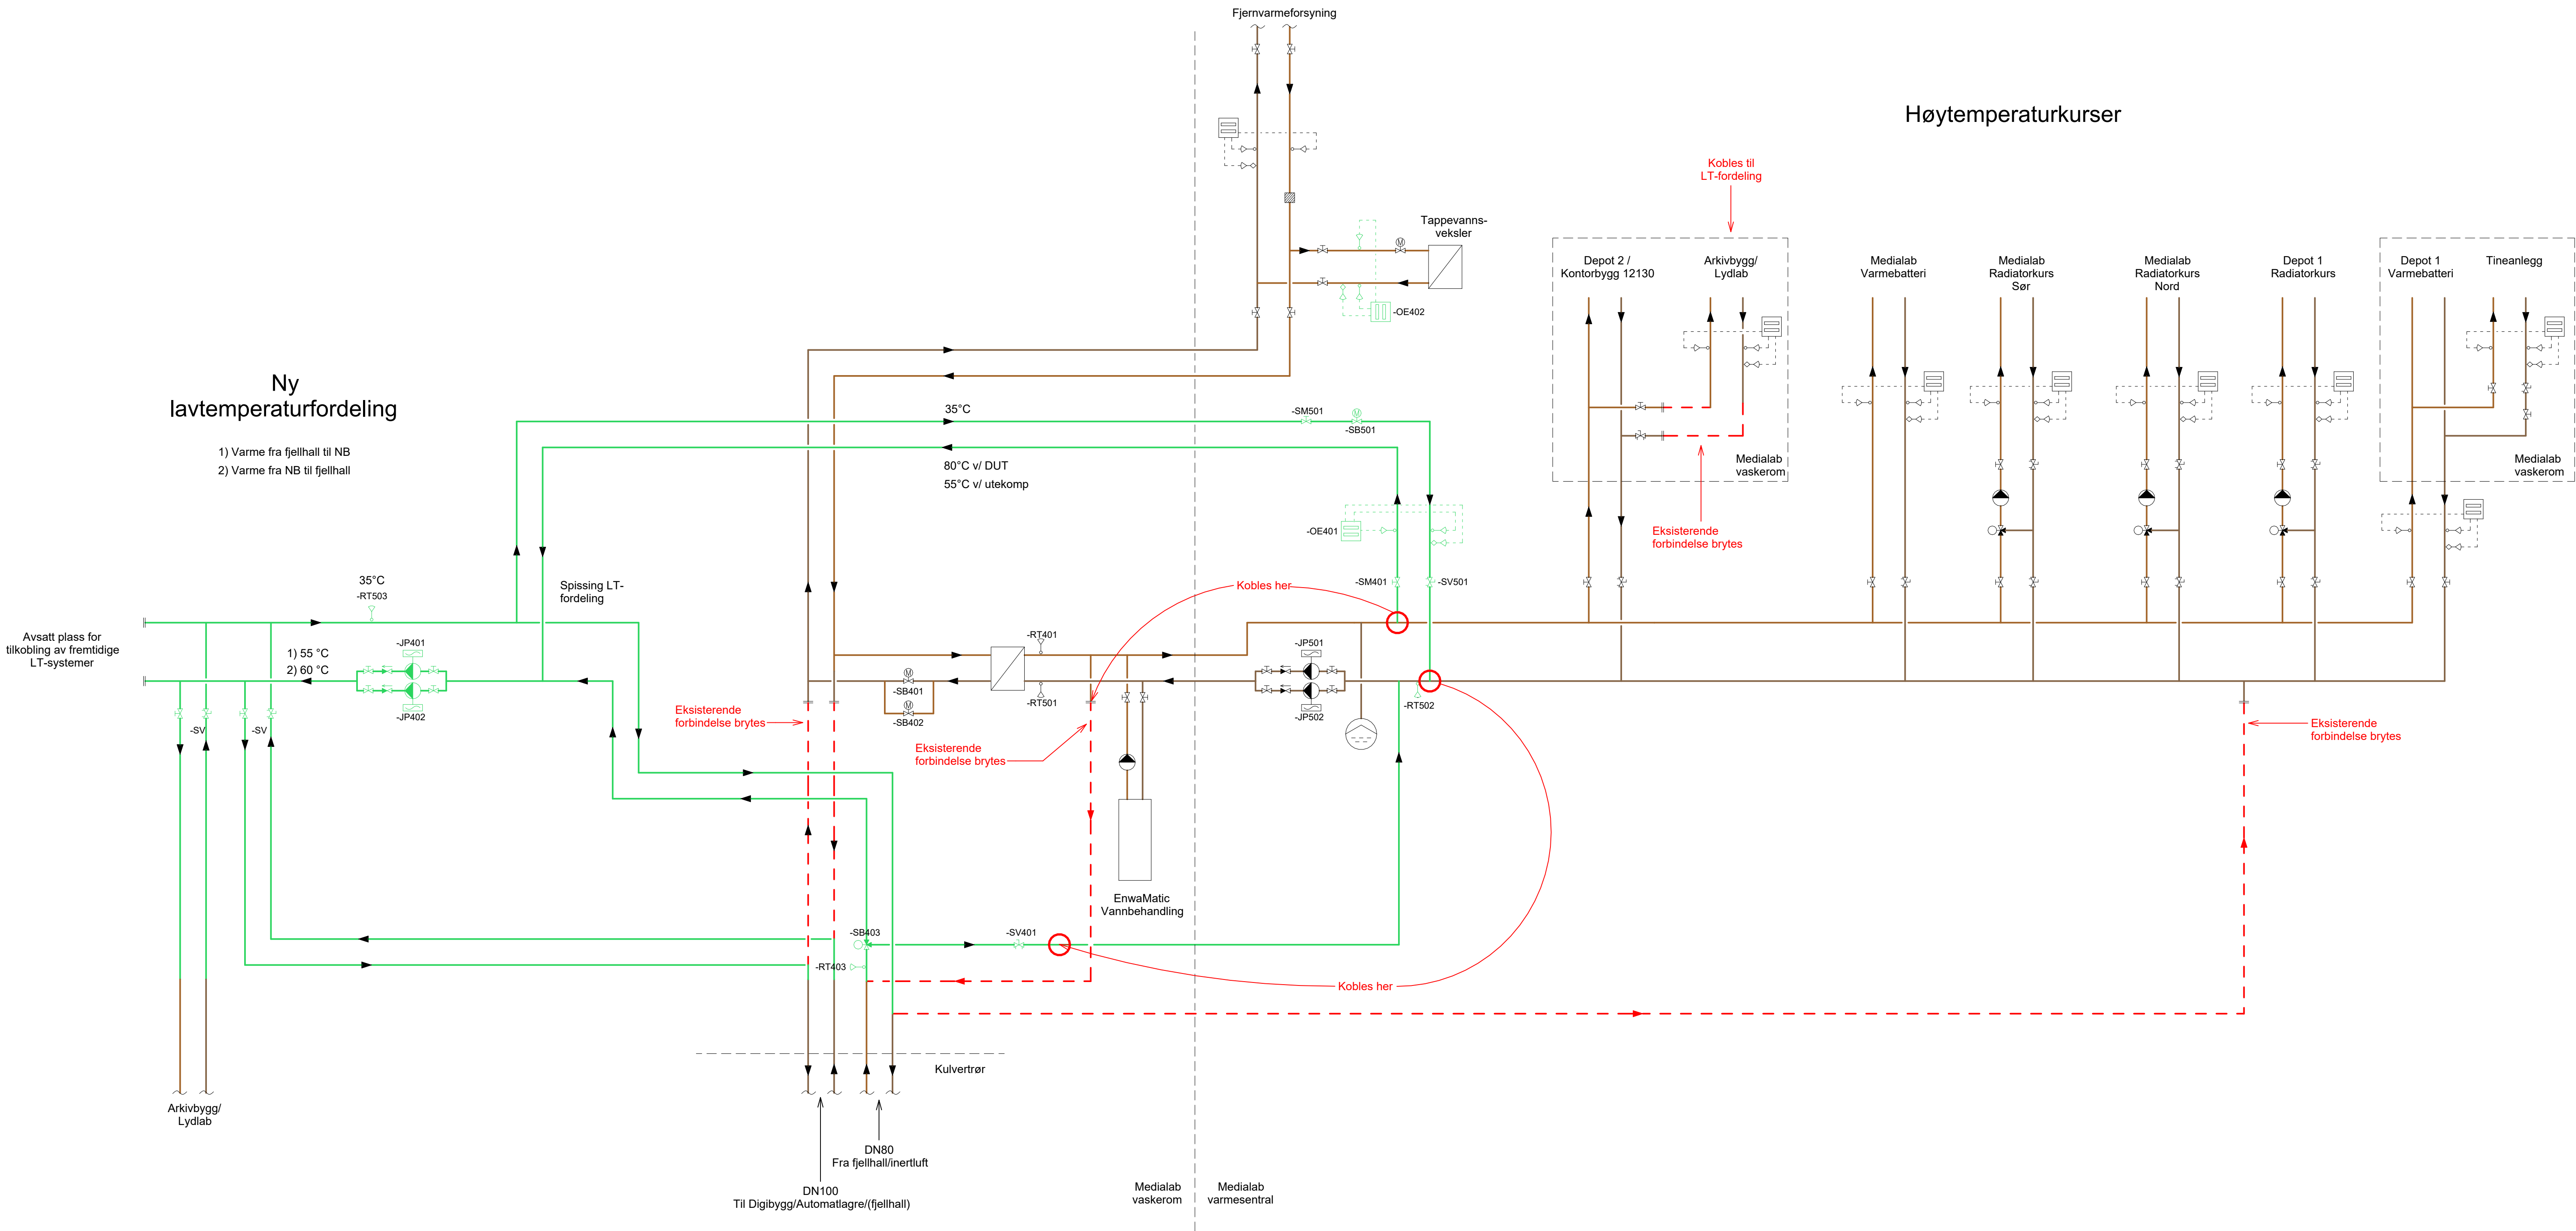 Fjernvarmeforsyning
Høytemperaturkurser
Kobles til
LT-fordeling
Tappevanns-
veksler
-OE402
Depot 2 /
Kontorbygg 12130
Arkivbygg/
Lydlab
Medialab
Varmebatteri
Medialab
Radiatorkurs
Sør
Medialab
Radiatorkurs
Nord
Depot 1
Radiatorkurs
Depot 1
Varmebatteri
Tineanlegg
Ny
lavtemperaturfordeling
1) Varme fra fjellhall til NB
2) Varme fra NB til fjellhall
35°C
-SM501
M
-SB501
80°C v/ DUT
55°C v/ utekomp
Medialab
vaskerom
Medialab
vaskerom
-OE401
Eksisterende
forbindelse brytes
35°C
-RT503
Spissing LT-
fordeling
Kobles her
-SM401
-SV501
Avsatt plass for
tilkobling av fremtidige
LT-systemer
-JP401
1) 55 °C
2) 60 °C
-JP402
-RT401
M
-SB401
M
-SB402
-RT501
-JP501
-JP502
-RT502
-SV
-SV
Eksisterende
forbindelse brytes
Eksisterende
forbindelse brytes
Eksisterende
forbindelse brytes
EnwaMatic
Vannbehandling
-SB403
-SV401
-RT403
Kobles her
Kulvertrør
Arkivbygg/
Lydlab
DN80
Fra fjellhall/inertluft
DN100
Til Digibygg/Automatlagre/(fjellhall)
Medialab
vaskerom
Medialab
varmesentral
M